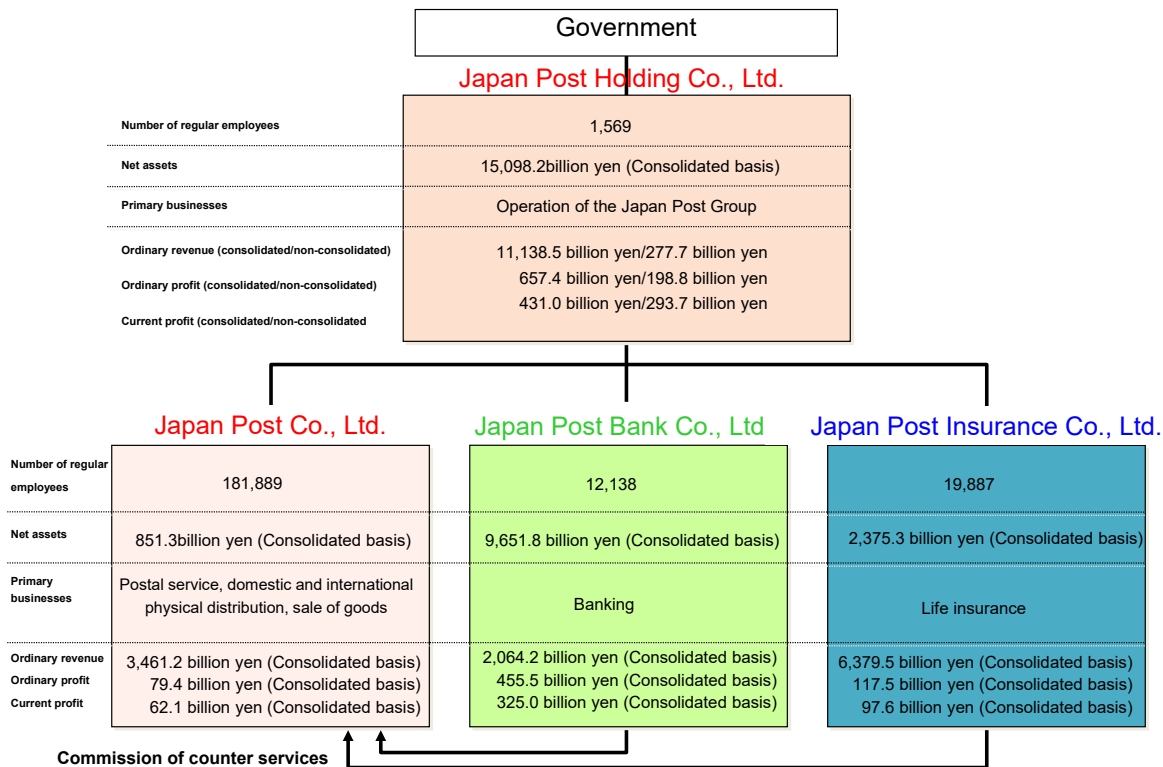 Government
Japan Post Holding Co., Ltd.
Number of regular employees
1,569
Net assets
15,098.2billion yen (Consolidated basis)
Primary businesses
Operation of the Japan Post Group
Ordinary revenue (consolidated/non-consolidated)
11,138.5 billion yen/277.7 billion yen
Ordinary profit (consolidated/non-consolidated)
657.4 billion yen/198.8 billion yen
Current profit (consolidated/non-consolidated
431.0 billion yen/293.7 billion yen
Japan Post Co., Ltd.
Japan Post Bank Co., Ltd
Japan Post Insurance Co., Ltd.
Number of regular
employees
181,889
12,138
19,887
Net assets
851.3billion yen (Consolidated basis)
9,651.8 billion yen (Consolidated basis)
2,375.3 billion yen (Consolidated basis)
Primary
businesses
Postal service, domestic and international
physical distribution, sale of goods
Banking
Life insurance
Ordinary revenue
3,461.2 billion yen (Consolidated basis)
2,064.2 billion yen (Consolidated basis)
6,379.5 billion yen (Consolidated basis)
Ordinary profit
79.4 billion yen (Consolidated basis)
455.5 billion yen (Consolidated basis)
117.5 billion yen (Consolidated basis)
Current profit
62.1 billion yen (Consolidated basis)
325.0 billion yen (Consolidated basis)
97.6 billion yen (Consolidated basis)
Commission of counter services